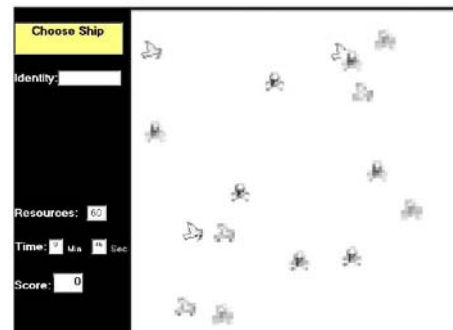 Choose Ship
Identity:
Resources: 60
Time: Min Sec
Score: 0